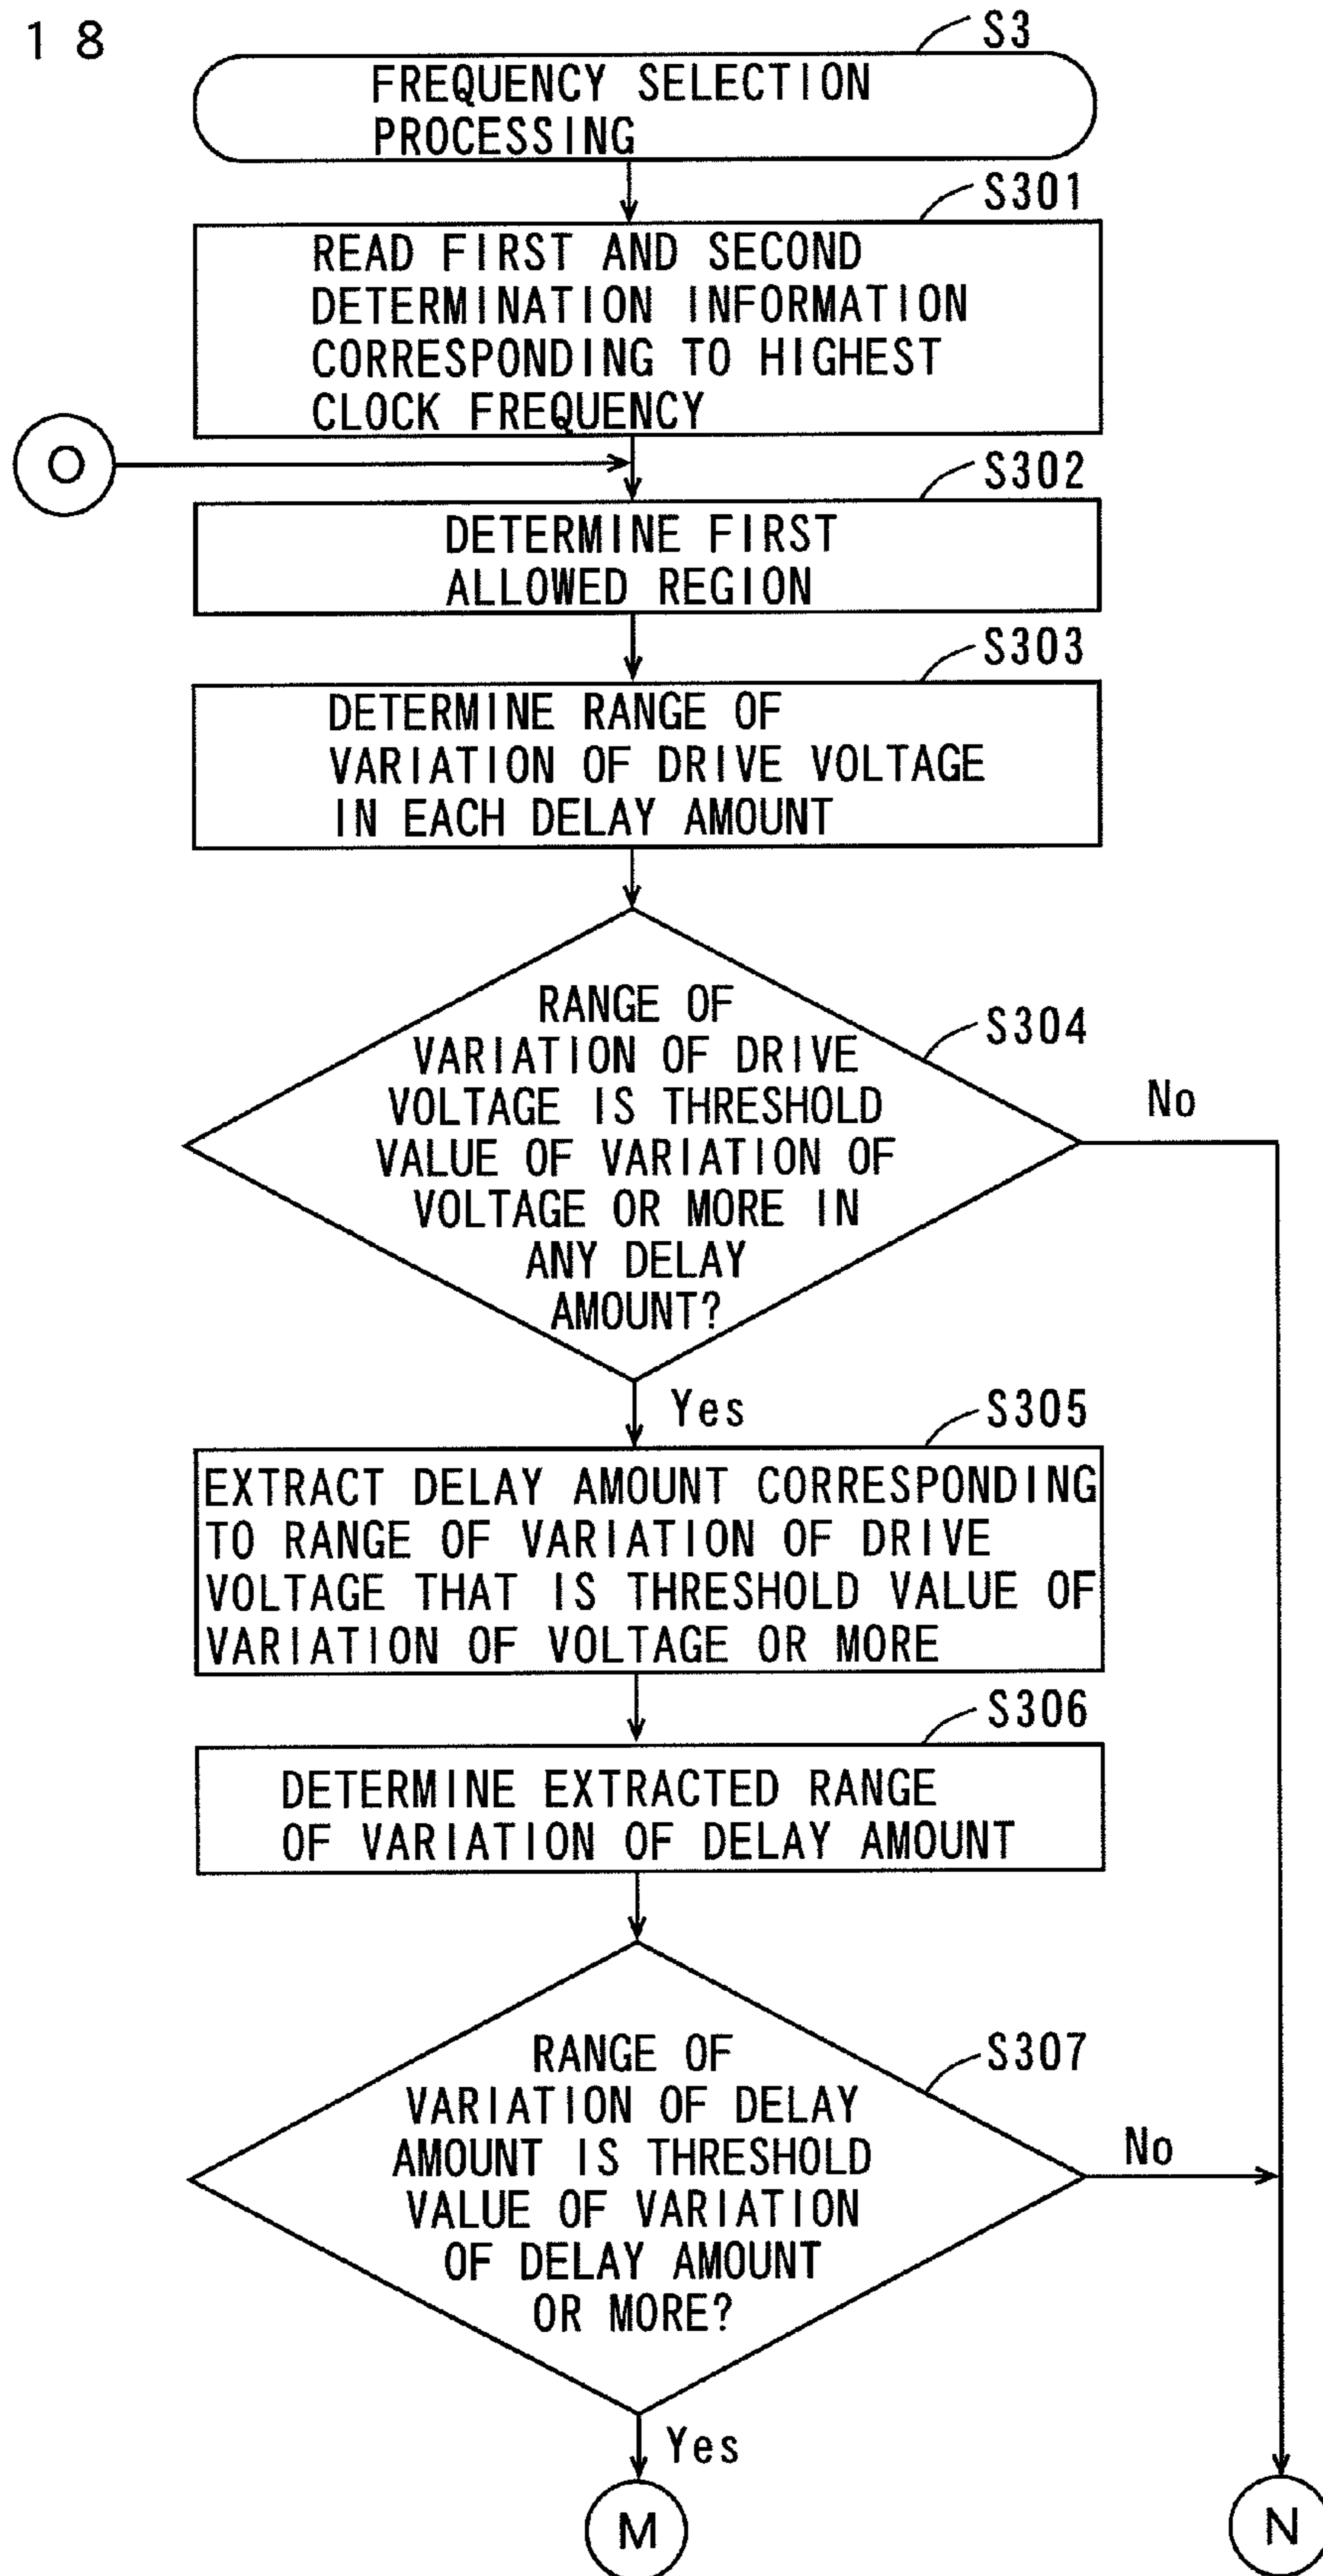 18
S3
FREQUENCY SELECTION
PROCESSING
S301
READ FIRST AND SECOND
DETERMINATION INFORMATION
CORRESPONDING TO HIGHEST
CLOCK FREQUENCY
O
S302
DETERMINE FIRST
ALLOWED REGION
S303
DETERMINE RANGE OF
VARIATION OF DRIVE VOLTAGE
IN EACH DELAY AMOUNT
S304
RANGE OF
VARIATION OF DRIVE
VOLTAGE IS THRESHOLD
VALUE OF VARIATION OF
VOLTAGE OR MORE IN
ANY DELAY
AMOUNT?
No
Yes
S305
EXTRACT DELAY AMOUNT CORRESPONDING
TO RANGE OF VARIATION OF DRIVE
VOLTAGE THAT IS THRESHOLD VALUE OF
VARIATION OF VOLTAGE OR MORE
S306
DETERMINE EXTRACTED RANGE
OF VARIATION OF DELAY AMOUNT
S307
RANGE OF
VARIATION OF DELAY
AMOUNT IS THRESHOLD
VALUE OF VARIATION
OF DELAY AMOUNT
OR MORE?
No
Yes
M
N